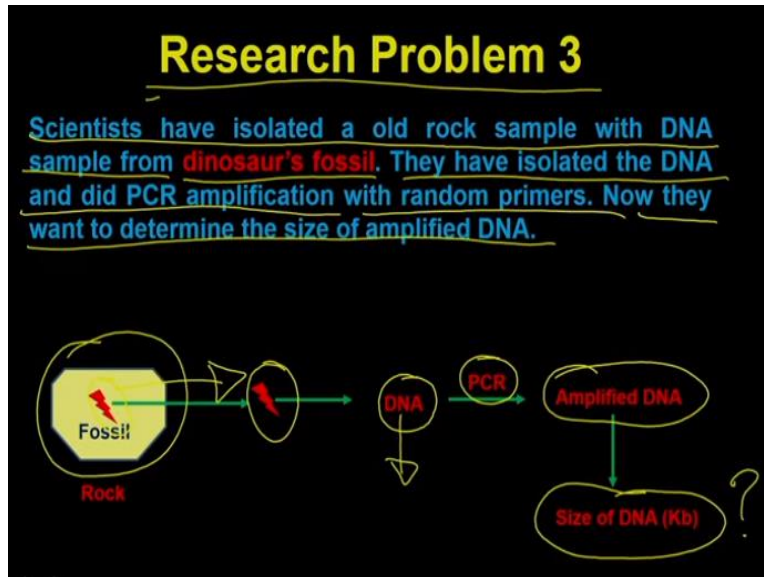 Research Problem 3
Scientists have isolated a old rock sample with DNA
sample from dinosaur's fossil. They have isolated the DNA
and did PCR amplification with random primers. Now they
want to determine the size of amplified DNA.
Fossil
Rock
DNA
PCR
Amplified DNA
Size of DNA (Kb)
?